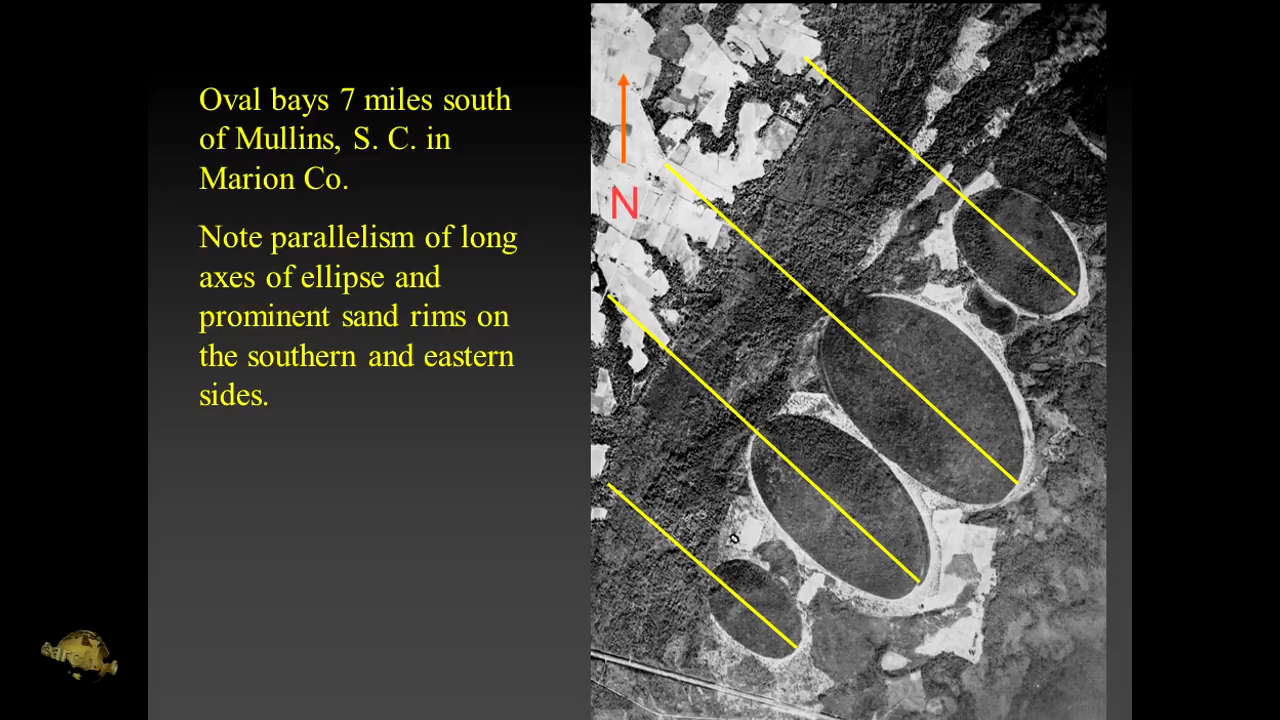 Oval bays 7 miles south
of Mullins, S. C. in
Marion Co.
Note parallelism of long
axes of ellipse and
prominent sand rims on
the southern and eastern
sides.
N